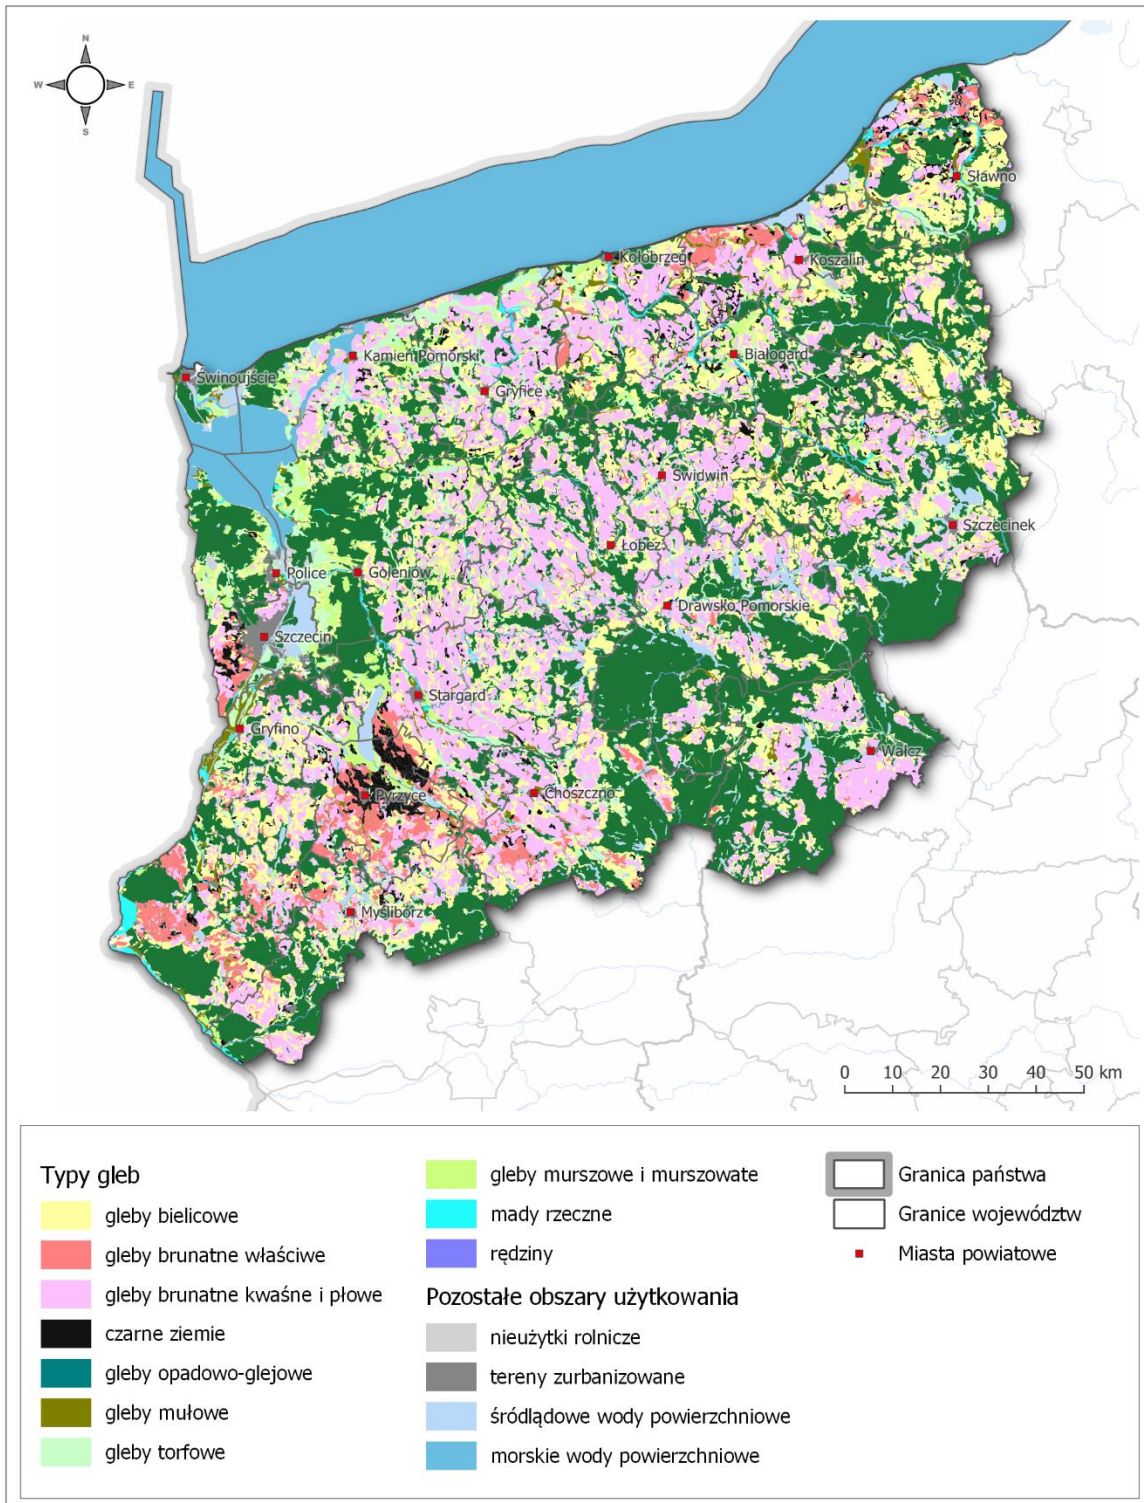 N
W E
S
Sławno
Kołobrzeg
Koszalin
Kamień Pomorski
Białogard
Świnoujście
Gryfice
Świdwin
Szczecinek
Łobez
Police
Goleniów
Drawsko Pomorskie
Szczecin
Stargard
Gryfino
Wałcz
Pyrzyce
Choszczno
Myślibórz
0 10 20 30 40 50 km
Typy gleb
gleby bielicowe
gleby brunatne właściwe
gleby brunatne kwaśne i płowe
czarne ziemie
gleby opadowo-glejowe
gleby mułowe
gleby torfowe
gleby murszowe i murszowate
mady rzeczne
rędziny
Pozostałe obszary użytkowania
nieużytki rolnicze
tereny zurbanizowane
śródlądowe wody powierzchniowe
morskie wody powierzchniowe
Granica państwa
Granice województw
Miasta powiatowe